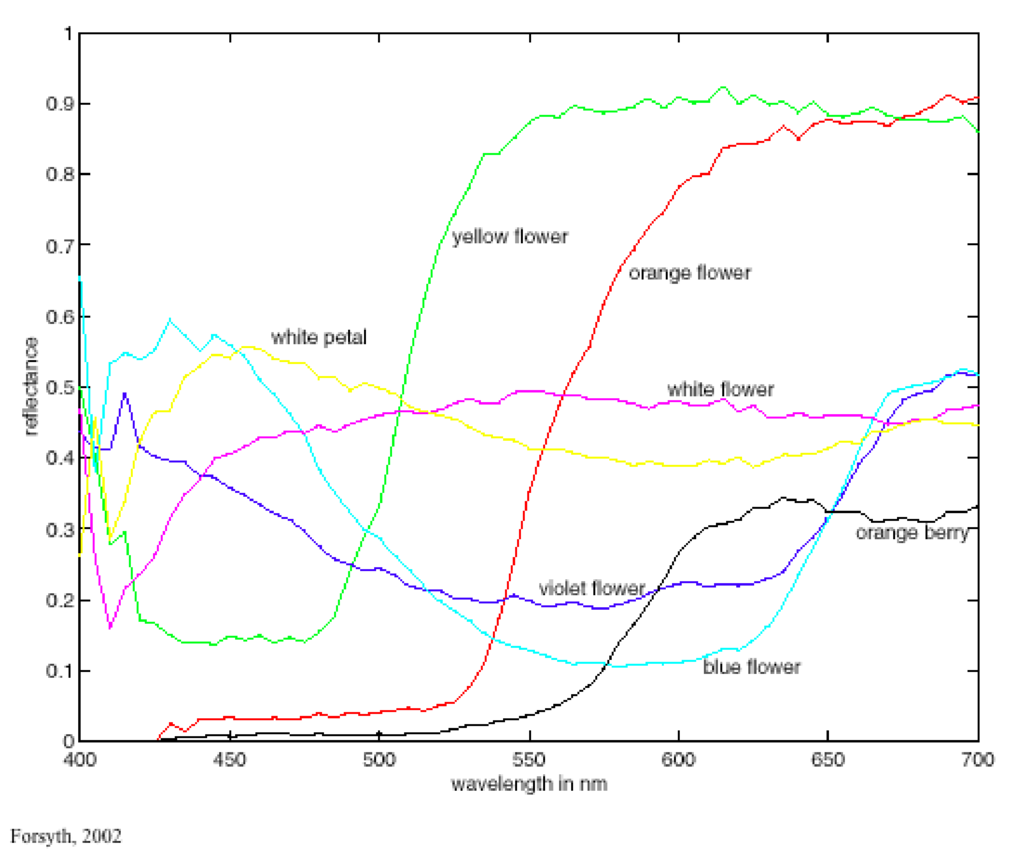 1
0.9
0.8
0.7
yellow flower
orange flower
0.6
white petal
reflectance
0.5
white flower
0.4
0.3
orange berry
violet flower
0.2
0.1
blue flower
0
400 450 500 550 600 650 700
wavelength in nm
Forsyth, 2002